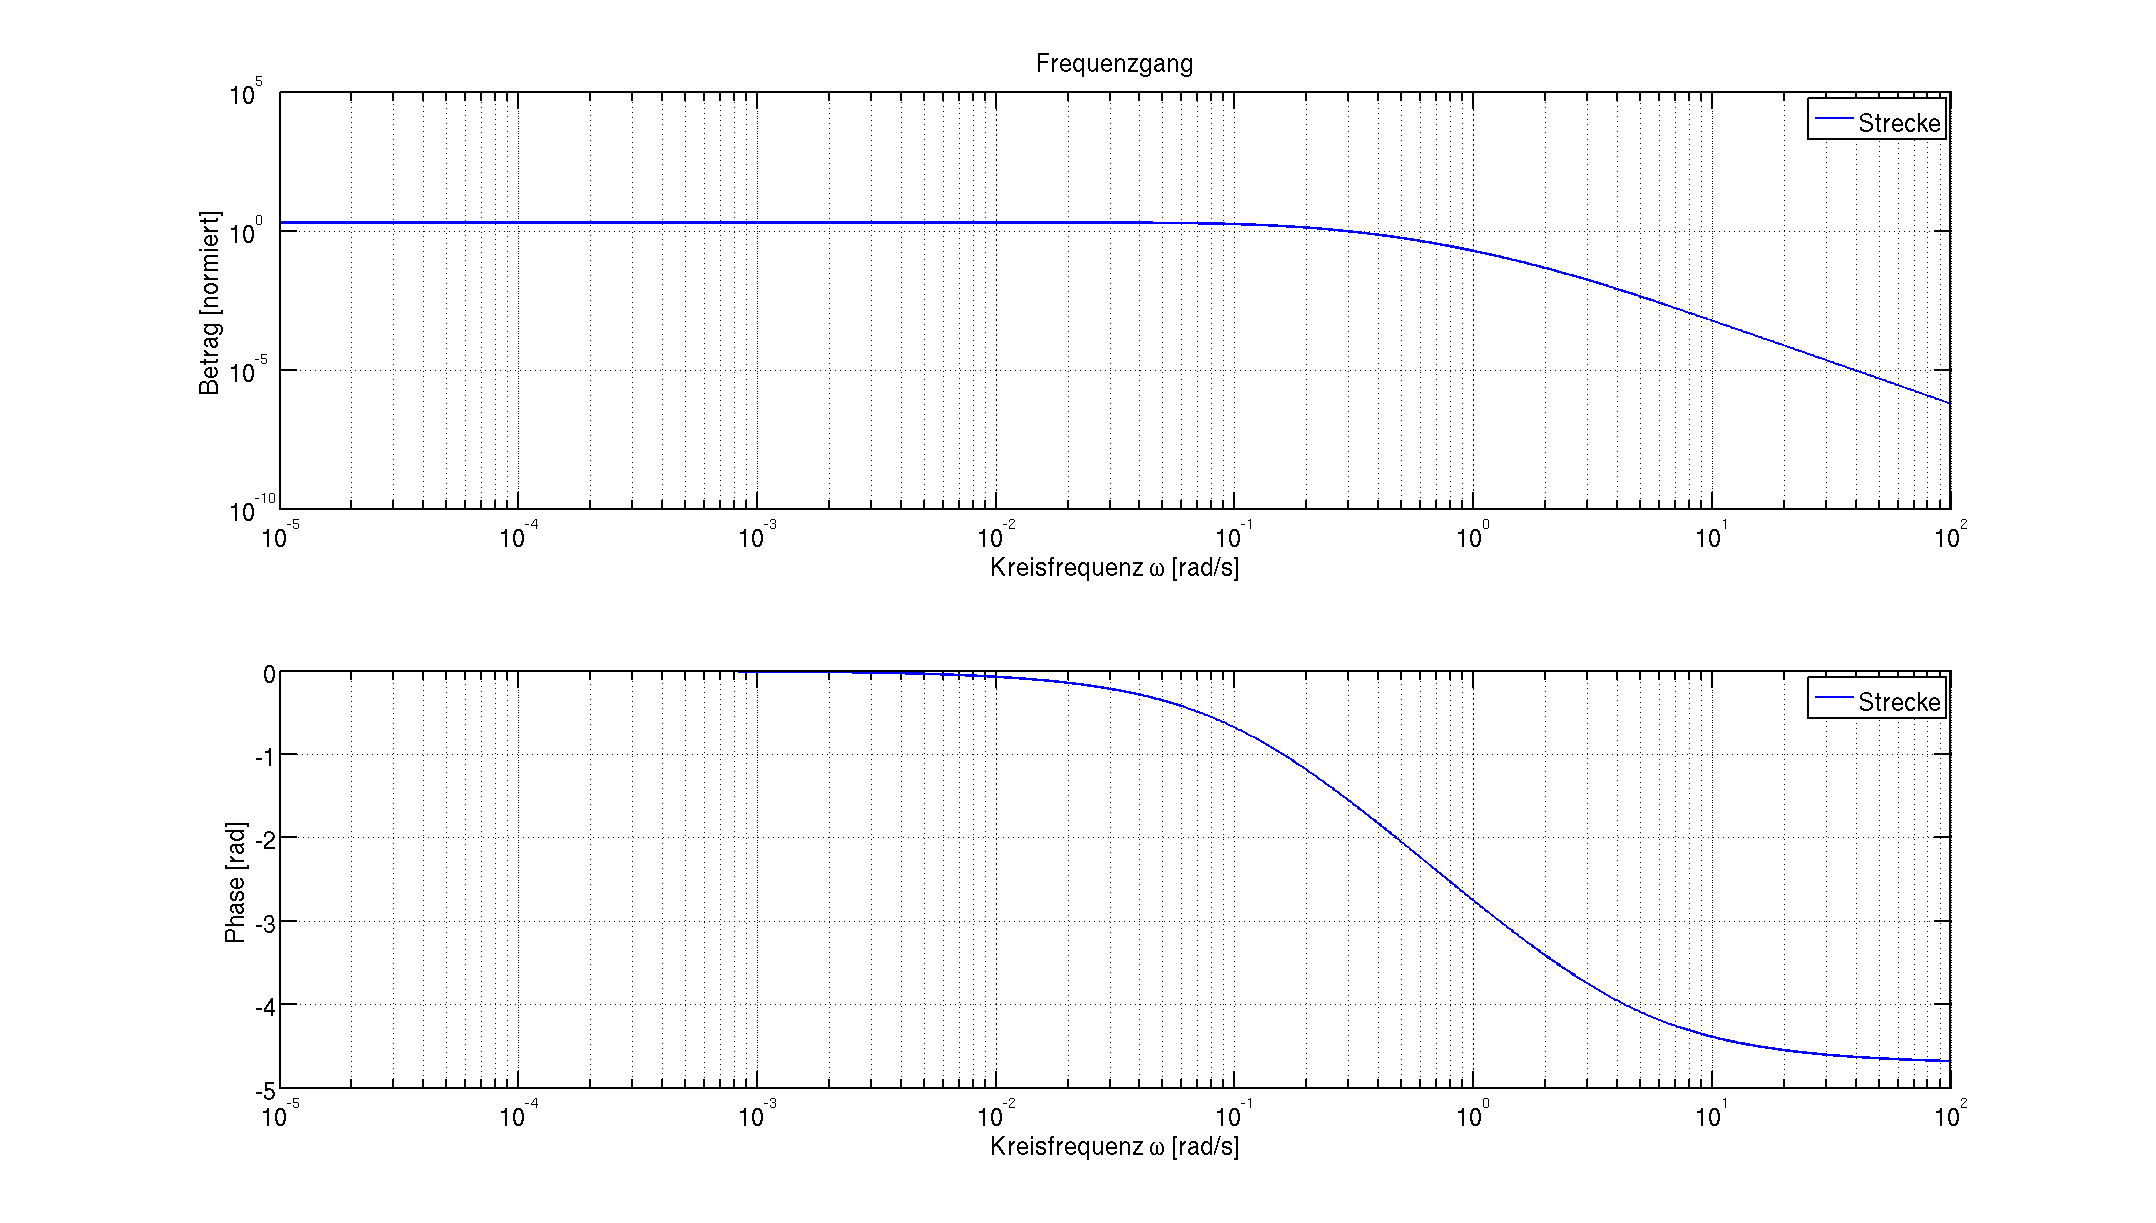 Frequenzgang
Betrag [normiert]
10^5
10^0
10^-5
10^-10
Strecke
10^-5 10^-4 10^-3 10^-2 10^-1 10^0 10^1 10^2
Kreisfrequenz ω [rad/s]
Phase [rad]
0
-1
-2
-3
-4
-5
Strecke
10^-5 10^-4 10^-3 10^-2 10^-1 10^0 10^1 10^2
Kreisfrequenz ω [rad/s]